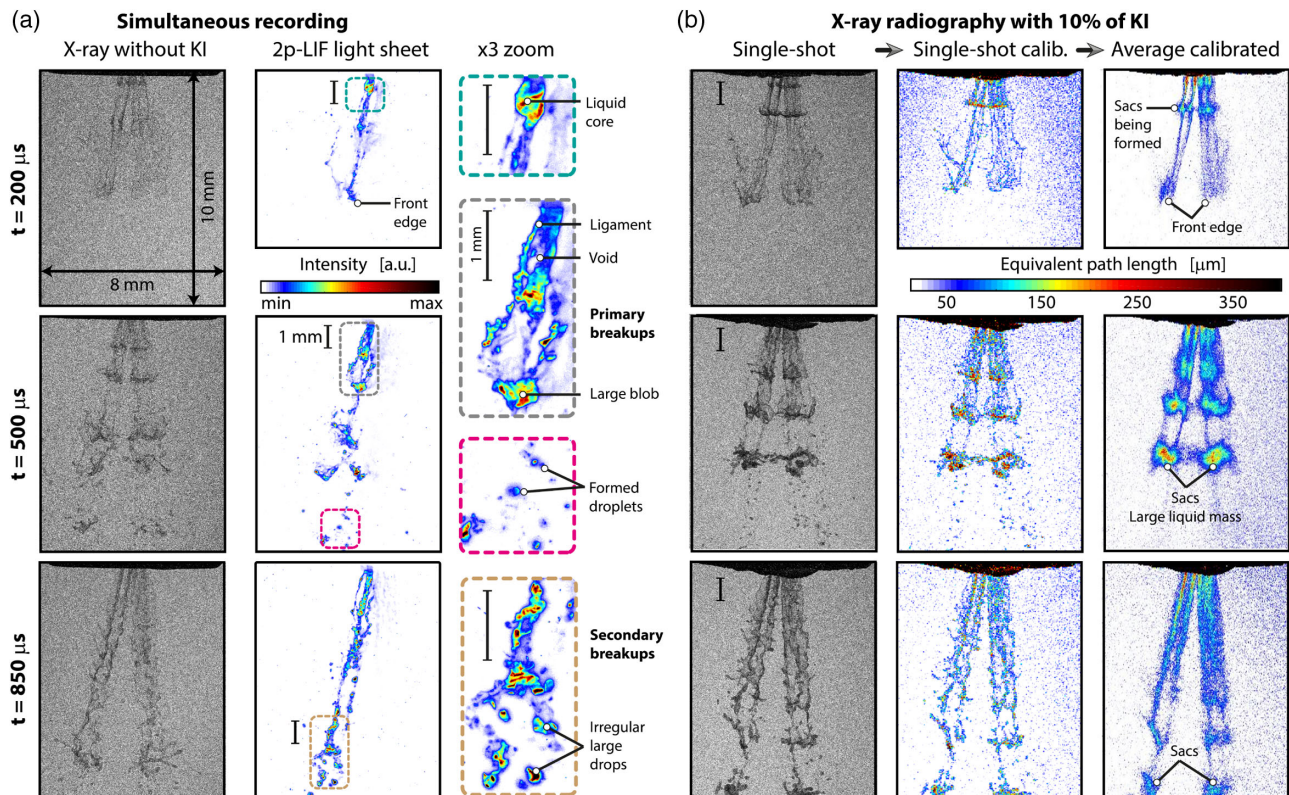 (a)
Simultaneous recording
X-ray without KI
2p-LIF light sheet
x3 zoom
t = 200 μs
10 mm
8 mm
Front
edge
Liquid
core
Intensity [a.u.]
min
max
t = 500 μs
1 mm
1 mm
Ligament
Void
Primary
breakups
Large blob
Formed
droplets
t = 850 μs
Secondary
breakups
Irregular
large
drops
(b)
X-ray radiography with 10% of KI
Single-shot
Single-shot calib.
Average calibrated
Sacs
being
formed
Front edge
Equivalent path length [μm]
50
150
250
350
Sacs
Large liquid mass
Sacs